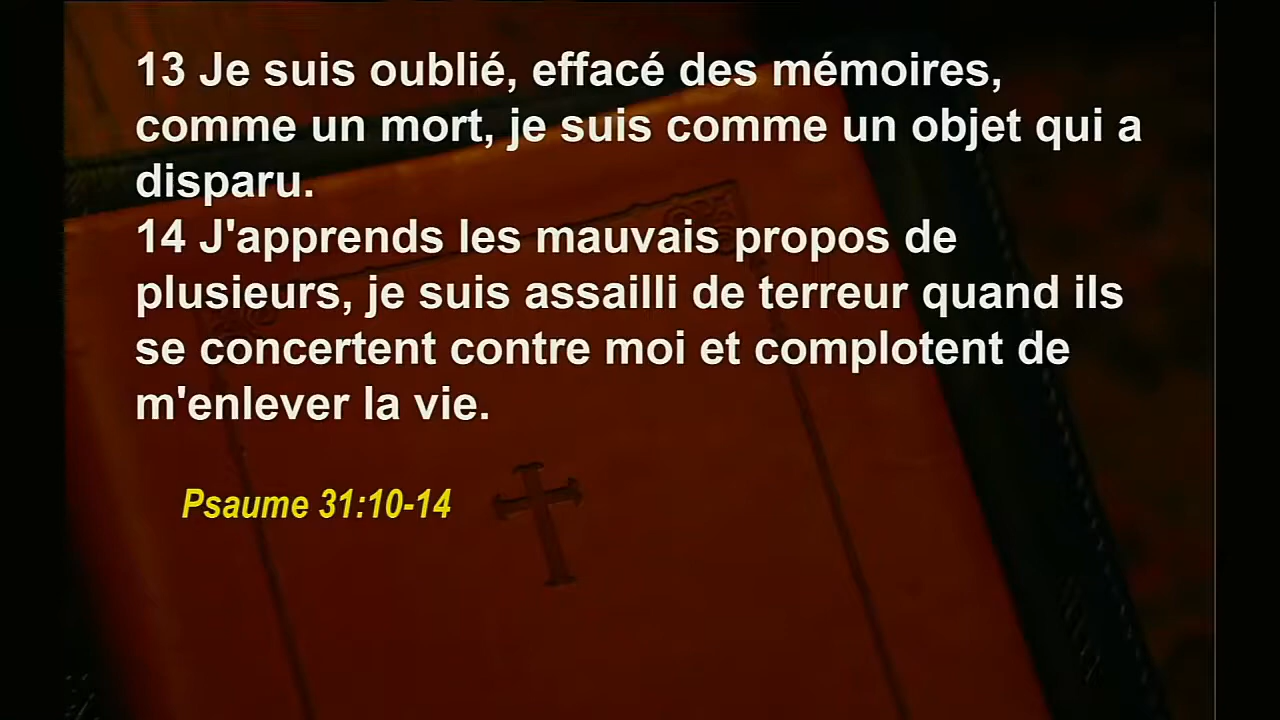 13 Je suis oublié, effacé des mémoires,
comme un mort, je suis comme un objet qui a
disparu.
14 J'apprends les mauvais propos de
plusieurs, je suis assailli de terreur quand ils
se concertent contre moi et complotent de
m'enlever la vie.
Psaume 31:10-14